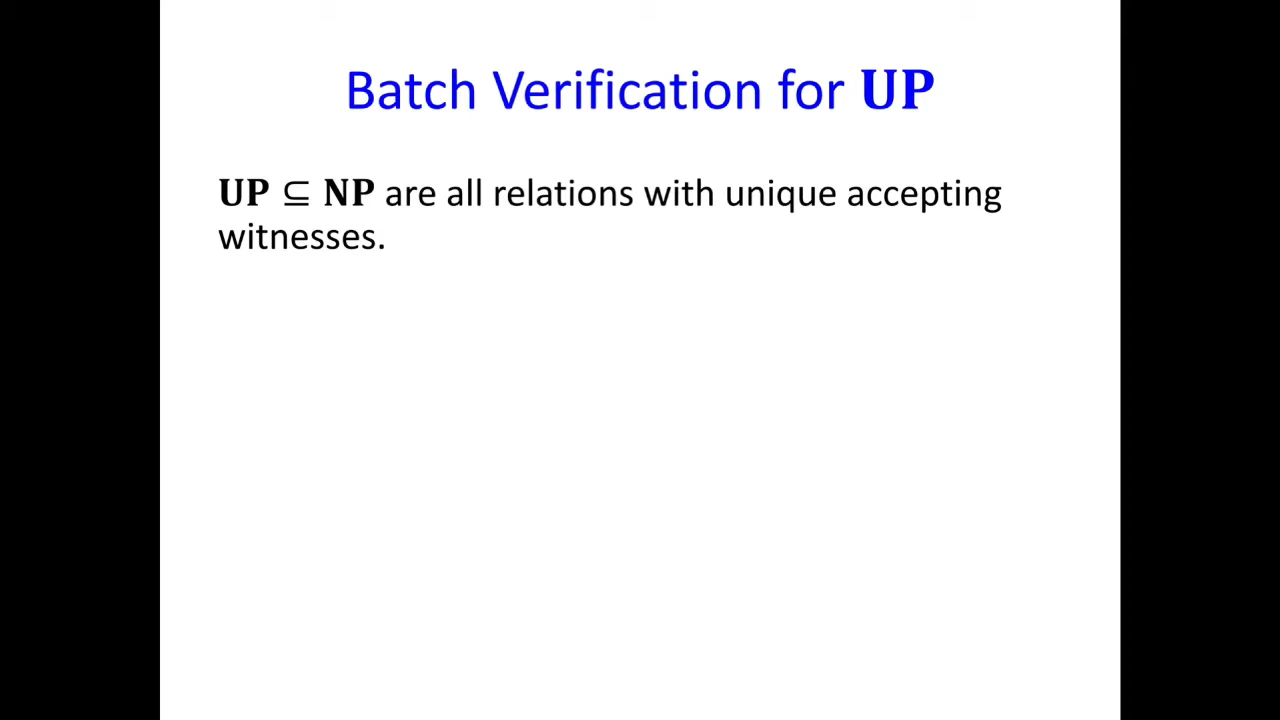 Batch Verification for UP
UP ⊆ NP are all relations with unique accepting
witnesses.